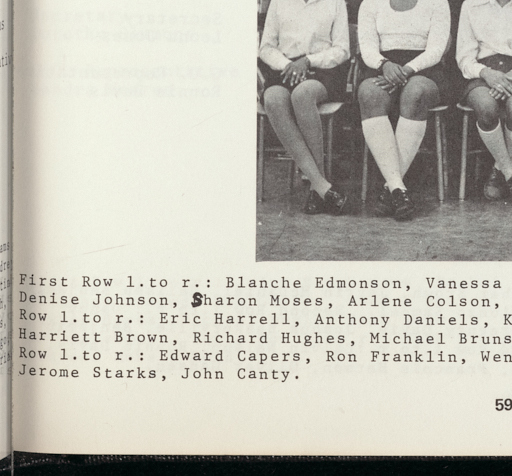 First Row l.to r.: Blanche Edmonson, Vanessa
Denise Johnson, Sharon Moses, Arlene Colson,
Row l.to r.: Eric Harrell, Anthony Daniels, K
Harriett Brown, Richard Hughes, Michael Bruns
Row l.to r.: Edward Capers, Ron Franklin, Wen
Jerome Starks, John Canty.
59